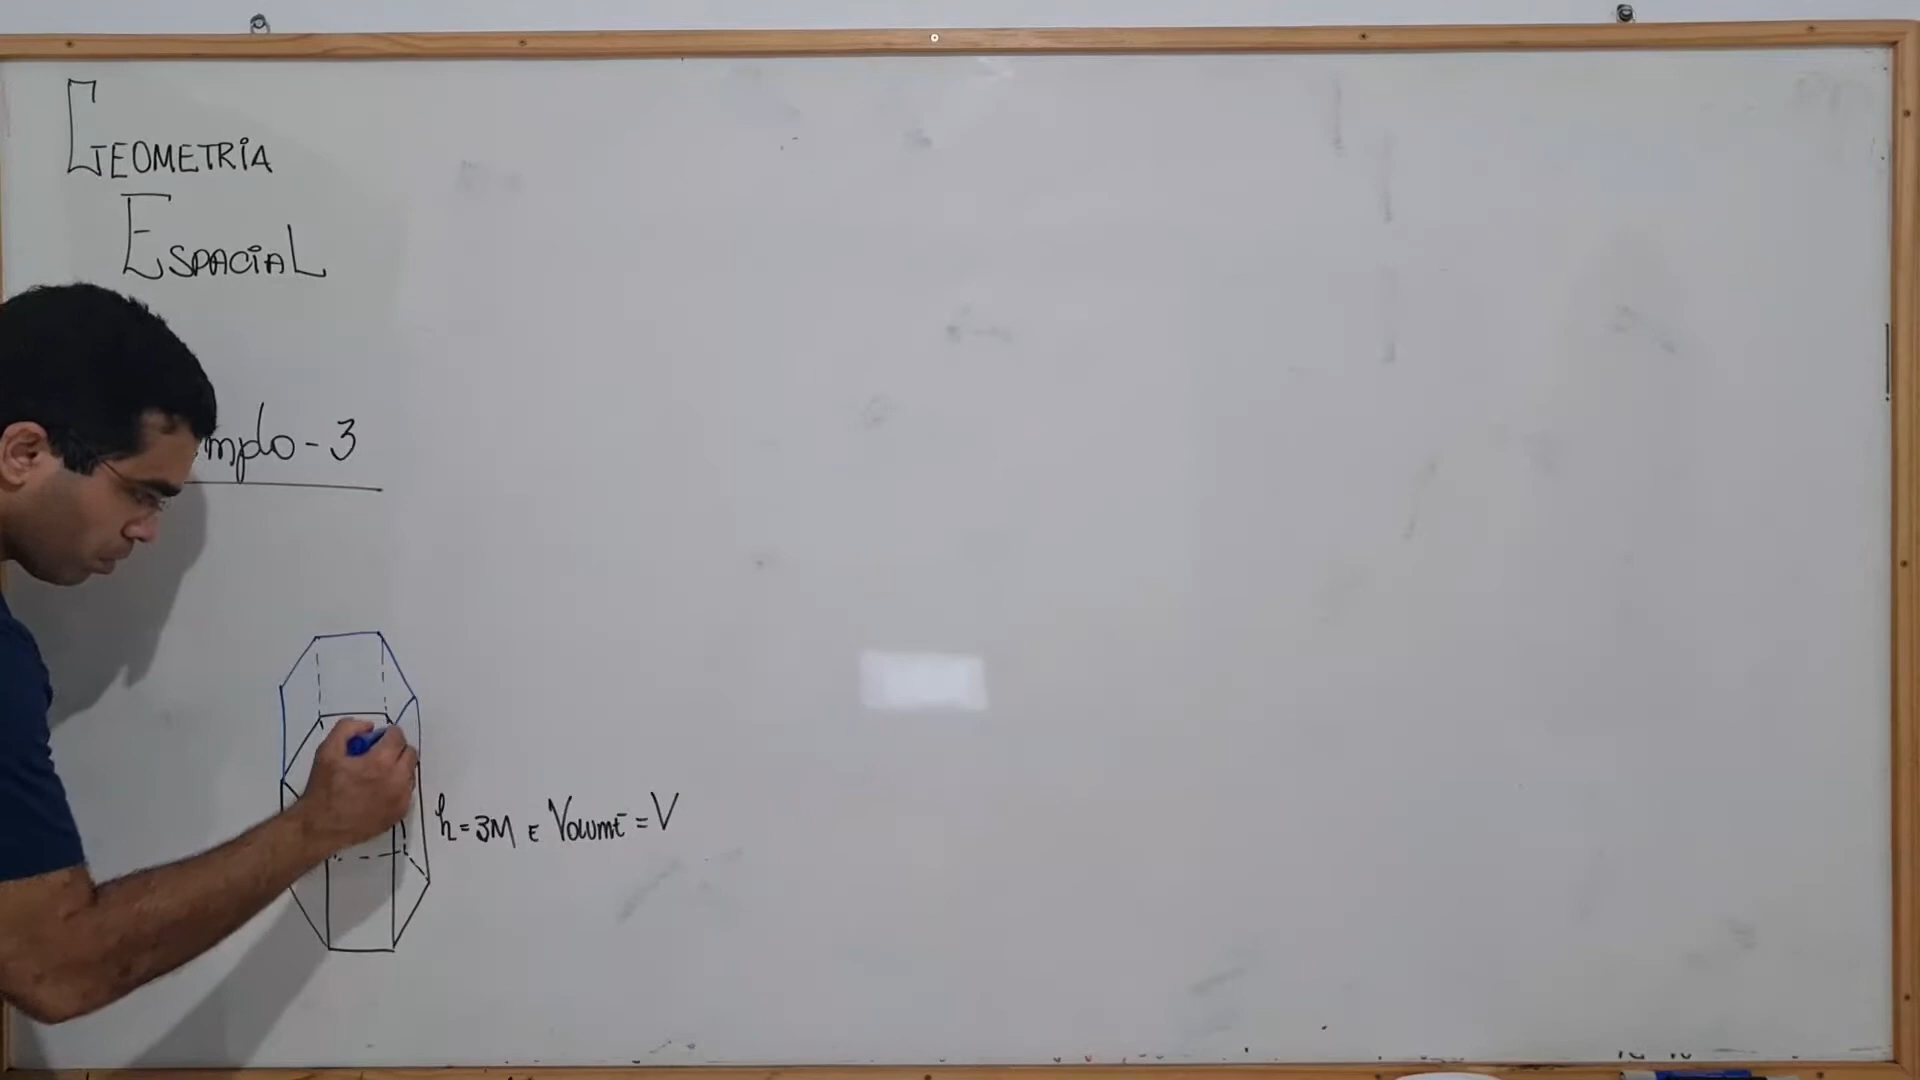 GEOMETRIA
ESPACIAL
mplo - 3
h = 3M E VOLUME = V